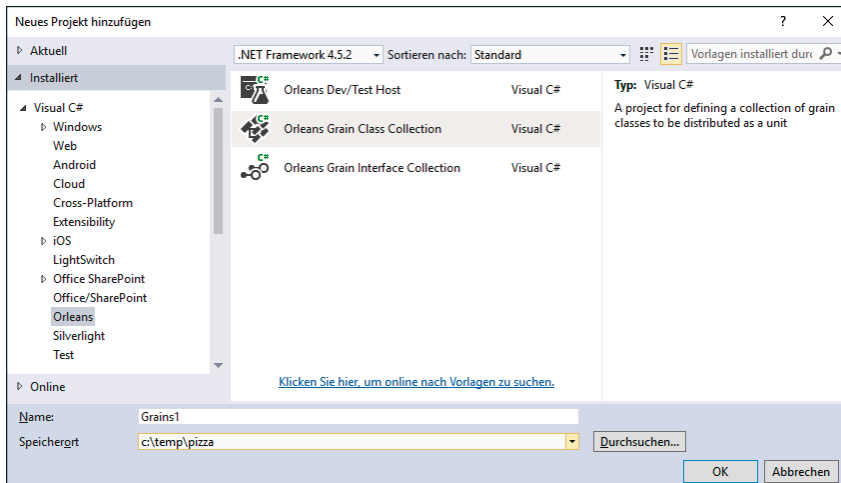 Neues Projekt hinzufügen
? X
Aktuell
.NET Framework 4.5.2 Sortieren nach: Standard
Vorlagen installiert durc
Installiert
Visual C#
Windows
Web
Android
Cloud
Cross-Platform
Extensibility
iOS
LightSwitch
Office SharePoint
Office/SharePoint
Orleans
Silverlight
Test
Online
C# Orleans Dev/Test Host Visual C#
C# Orleans Grain Class Collection Visual C#
C# Orleans Grain Interface Collection Visual C#
Klicken Sie hier, um online nach Vorlagen zu suchen.
Typ: Visual C#
A project for defining a collection of grain
classes to be distributed as a unit
Name: Grains1
Speicherort c:\temp\pizza Durchsuchen...
OK Abbrechen